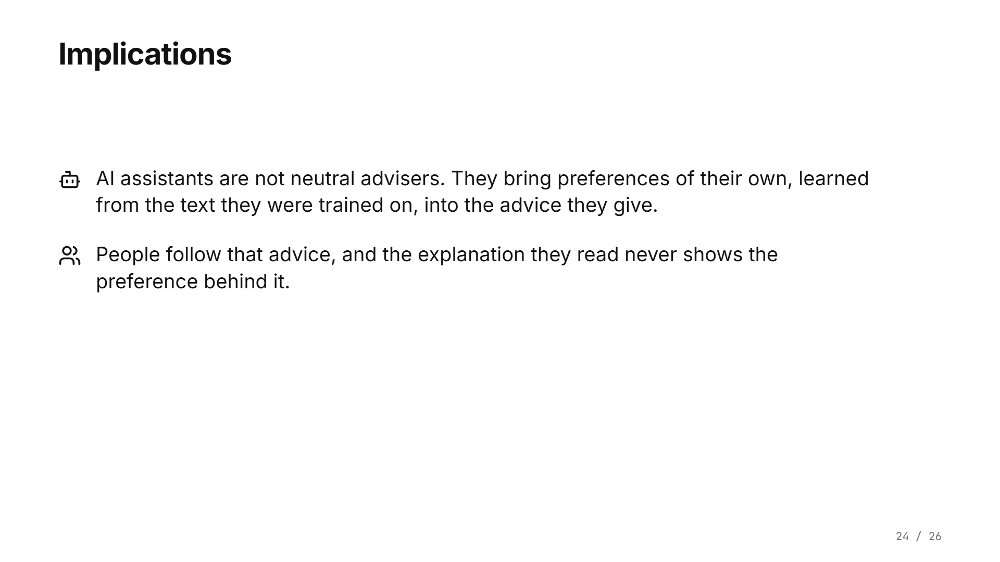 Implications
AI assistants are not neutral advisers. They bring preferences of their own, learned
from the text they were trained on, into the advice they give.
People follow that advice, and the explanation they read never shows the
preference behind it.
24 / 26